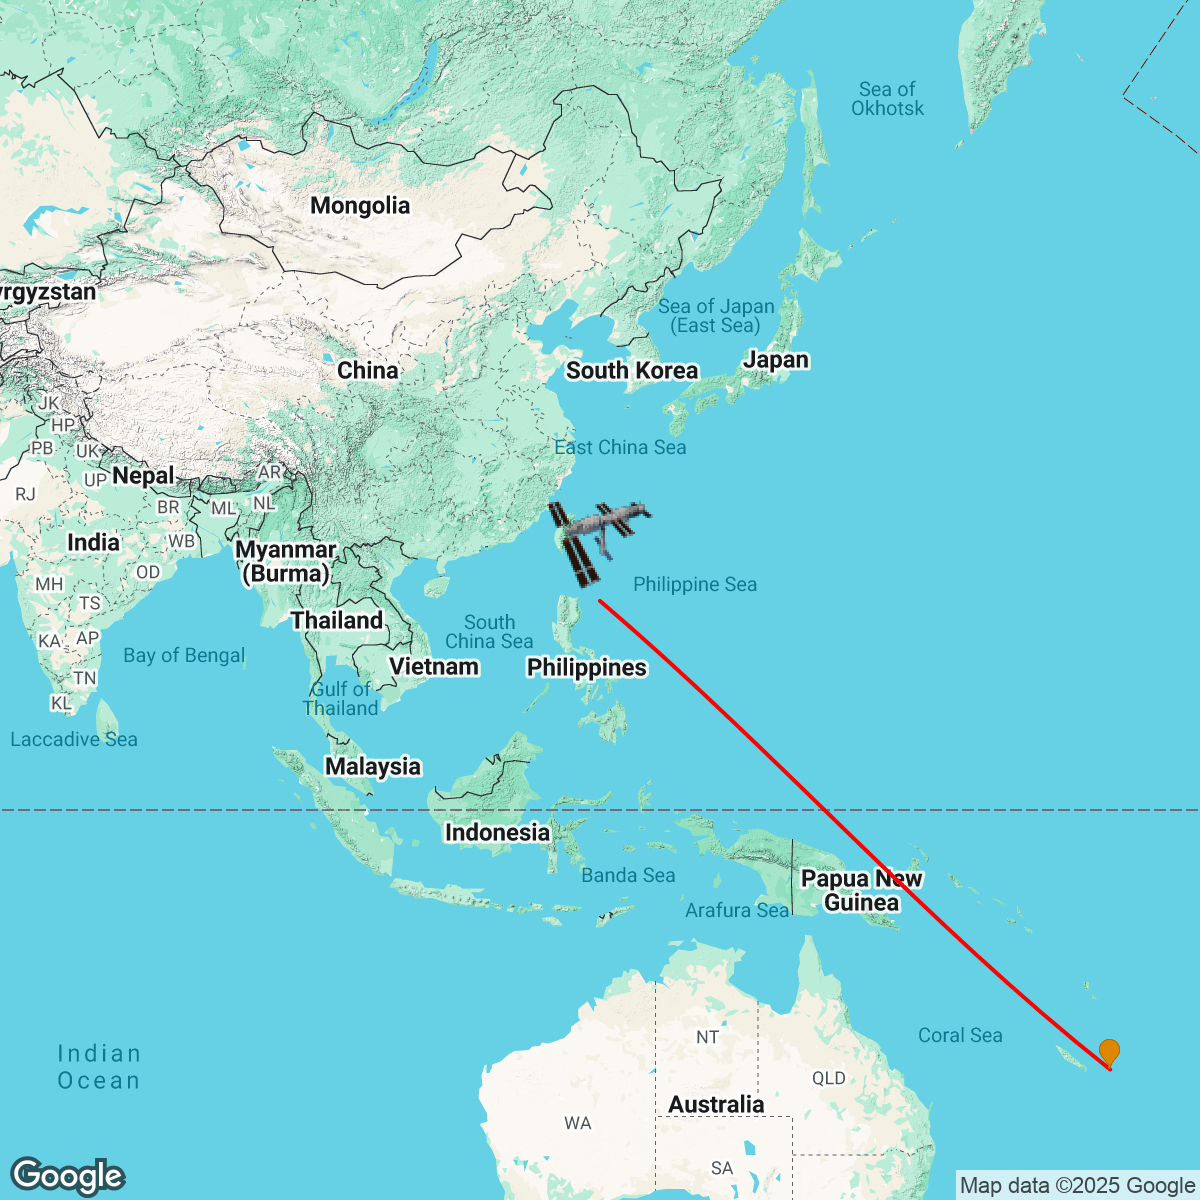 Sea of
Okhotsk
Mongolia
yrgyzstan
Sea of Japan
(East Sea)
China
South Korea
Japan
JK
HP
PB
UK
East China Sea
Nepal
AR
UP
RJ
BR
ML
NL
India
WB
Myanmar
(Burma)
OD
MH
Philippine Sea
TS
Thailand
South
China Sea
KA
AP
Bay of Bengal
Vietnam
Philippines
TN
Gulf of
Thailand
KL
Laccadive Sea
Malaysia
Indonesia
Banda Sea
Papua New
Guinea
Arafura Sea
Coral Sea
Indian
Ocean
NT
QLD
Australia
WA
SA
Google
Map data ©2025 Google